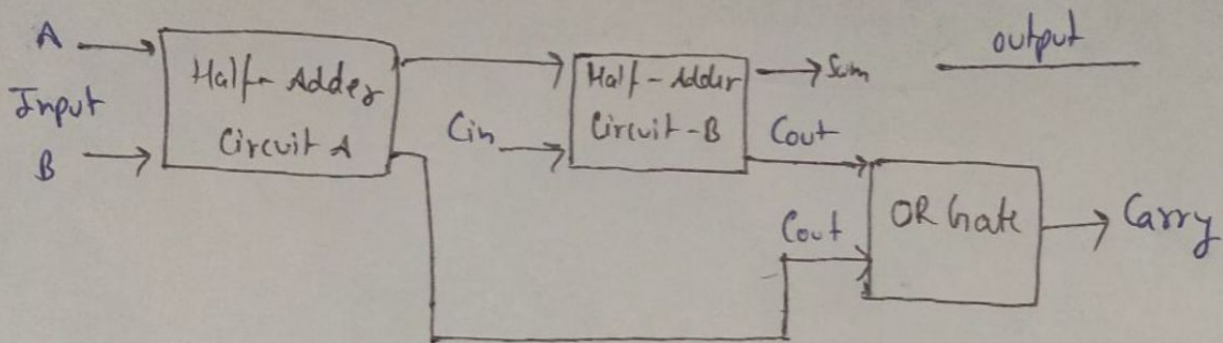 A
Input
B
Half-Adder
Circuit A
Cin
Half-Adder
Circuit-B
Sum
output
Cout
Cout
OR Gate
Carry